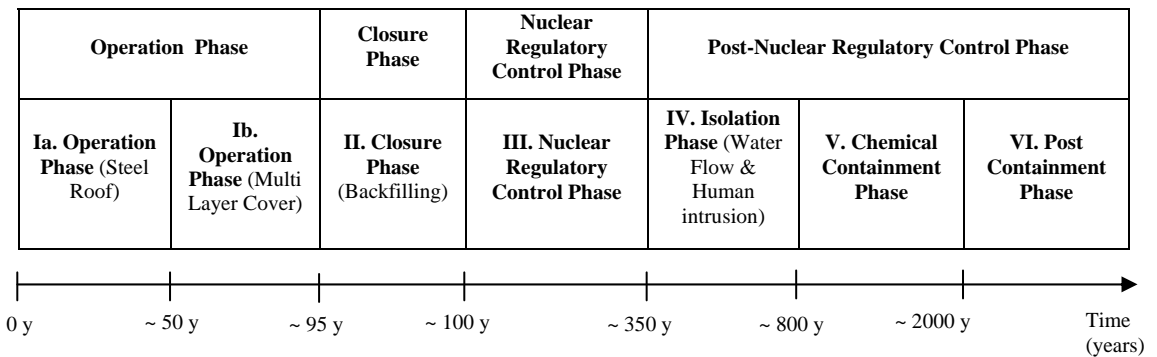 Operation Phase
Closure
Phase
Nuclear
Regulatory
Control Phase
Post-Nuclear Regulatory Control Phase
Ia. Operation
Phase (Steel
Roof)
Ib.
Operation
Phase (Multi
Layer Cover)
II. Closure
Phase
(Backfilling)
III. Nuclear
Regulatory
Control Phase
IV. Isolation
Phase (Water
Flow &
Human
intrusion)
V. Chemical
Containment
Phase
VI. Post
Containment
Phase
0 y
~ 50 y
~ 95 y
~ 100 y
~ 350 y
~ 800 y
~ 2000 y
Time
(years)